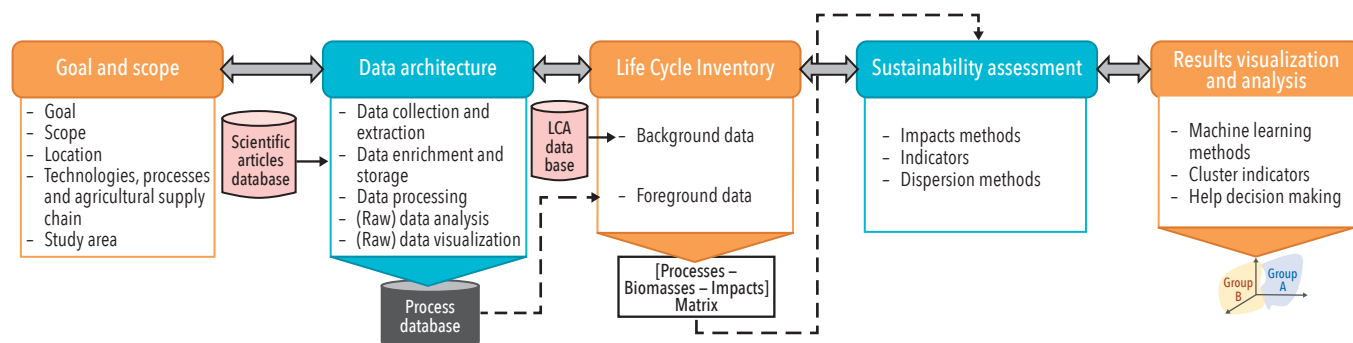 Goal and scope
– Goal
– Scope
– Location
– Technologies, processes
and agricultural supply
chain
– Study area
Scientific
articles
database
Data architecture
– Data collection and
extraction
– Data enrichment and
storage
– Data processing
– (Raw) data analysis
– (Raw) data visualization
Process
database
LCA
data
base
Life Cycle Inventory
– Background data
– Foreground data
[Processes –
Biomasses – Impacts]
Matrix
Sustainability assessment
– Impacts methods
– Indicators
– Dispersion methods
Results visualization
and analysis
– Machine learning
methods
– Cluster indicators
– Help decision making
Group
B
Group
A